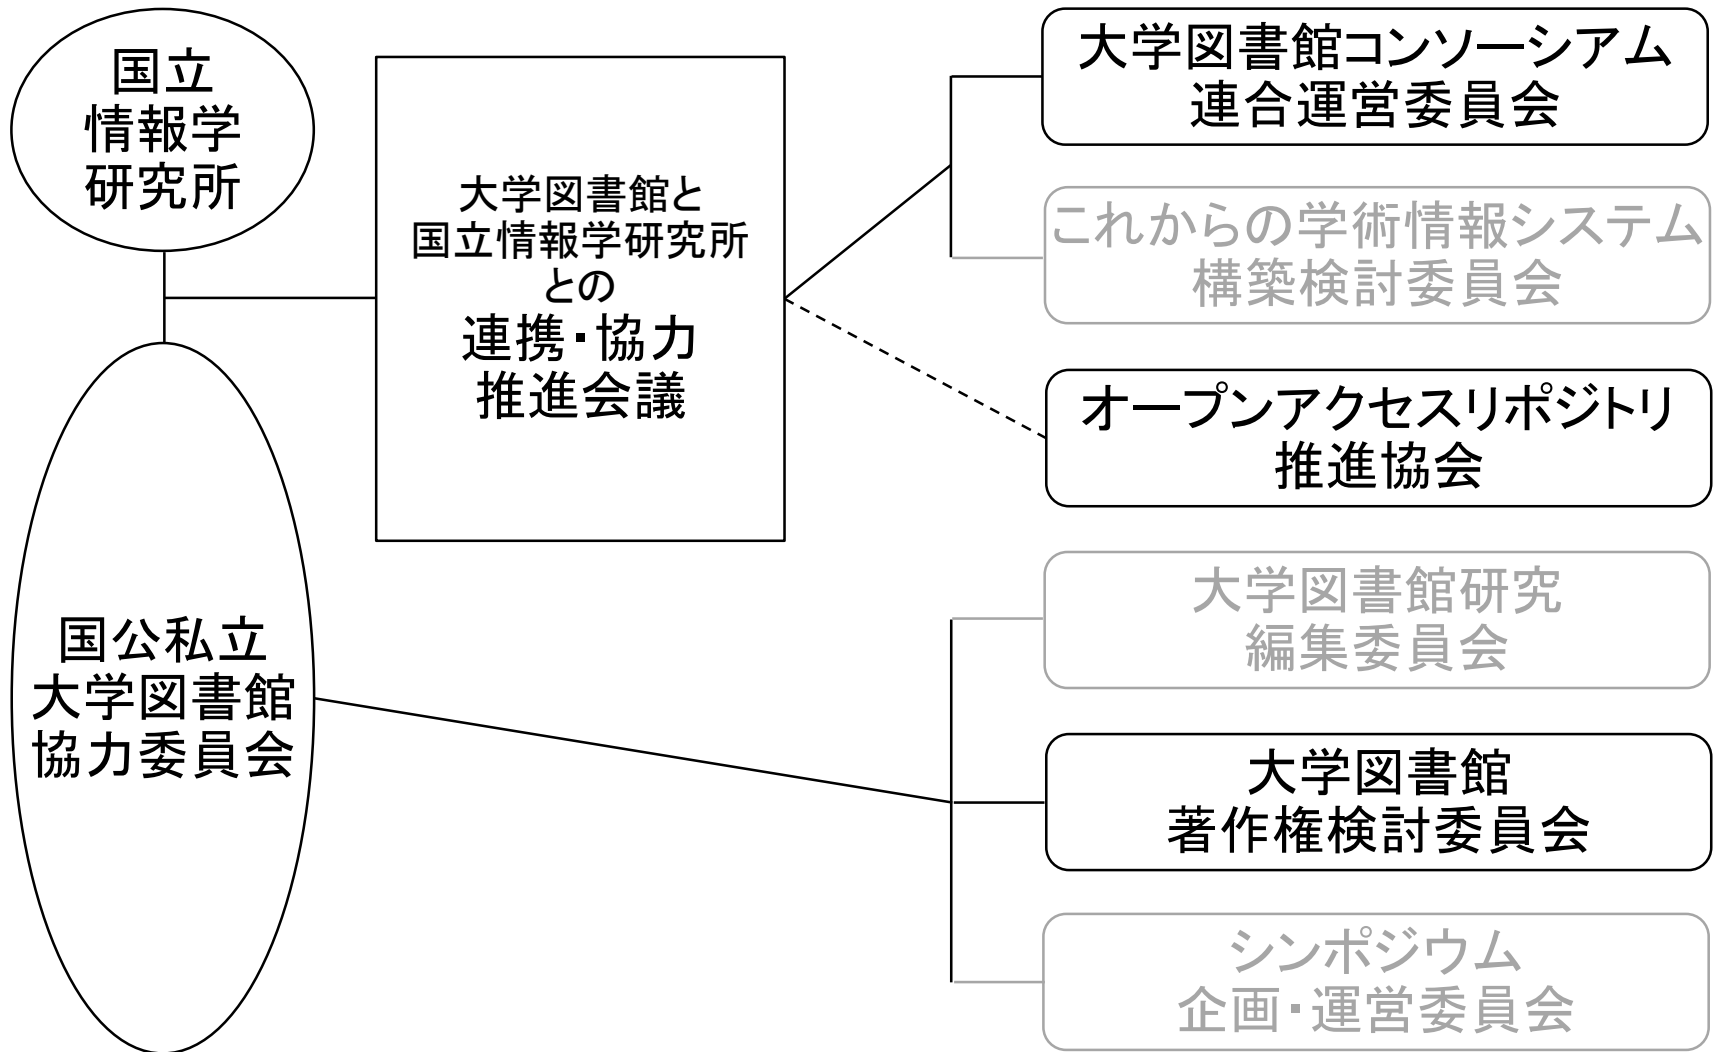 国立
情報学
研究所
大学図書館と
国立情報学研究所
との
連携・協力
推進会議
国公私立
大学図書館
協力委員会
大学図書館コンソーシアム
連合運営委員会
これからの学術情報システム
構築検討委員会
オープンアクセスリポジトリ
推進協会
大学図書館研究
編集委員会
大学図書館
著作権検討委員会
シンポジウム
企画・運営委員会